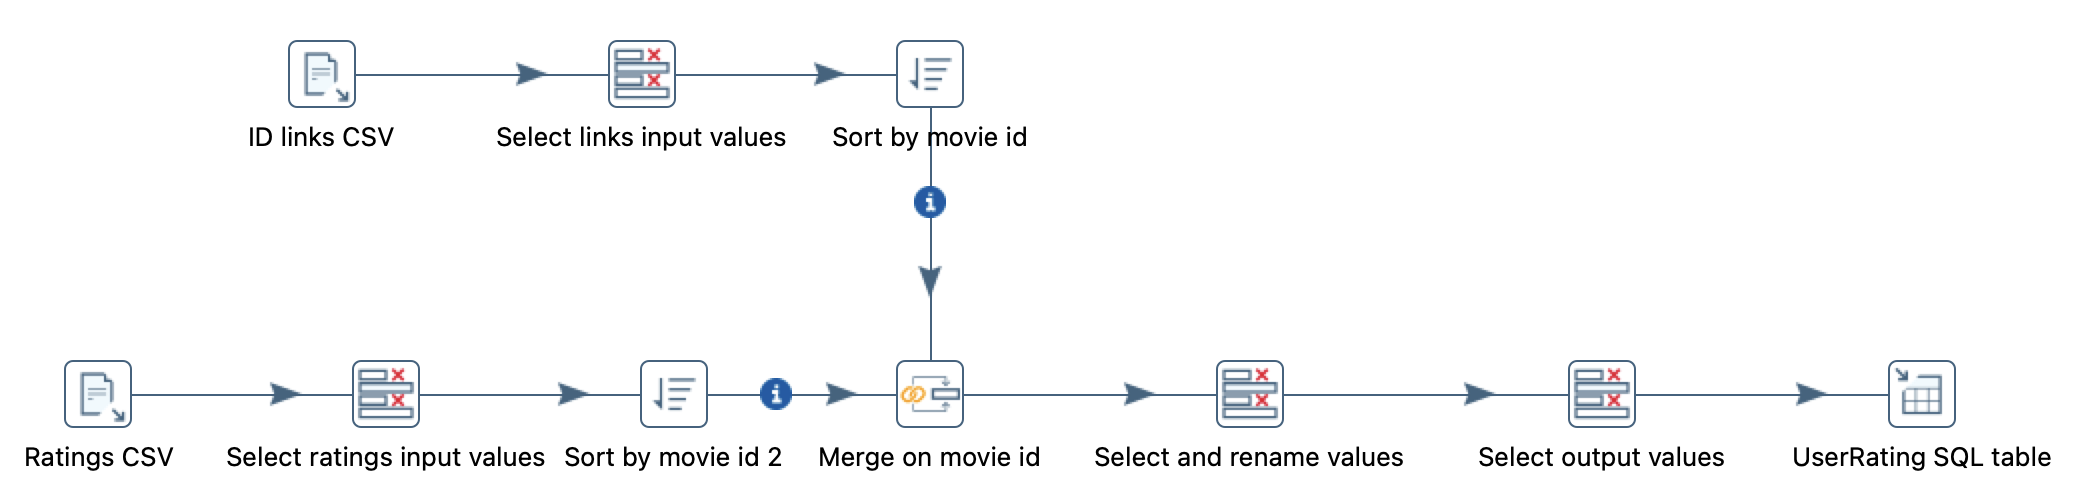 ID links CSV
Select links input values
Sort by movie id
Ratings CSV
Select ratings input values
Sort by movie id 2
Merge on movie id
Select and rename values
Select output values
UserRating SQL table